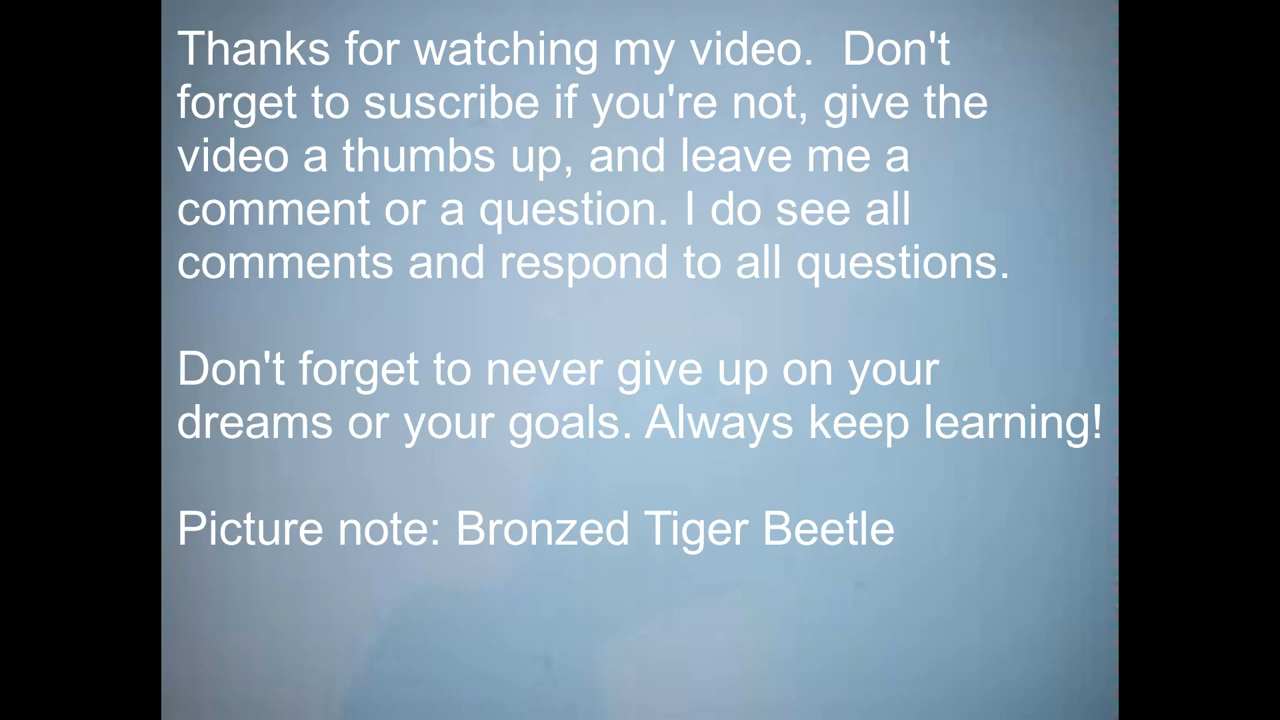 Thanks for watching my video.  Don't
forget to suscribe if you're not, give the
video a thumbs up, and leave me a
comment or a question. I do see all
comments and respond to all questions.
Don't forget to never give up on your
dreams or your goals. Always keep learning!
Picture note: Bronzed Tiger Beetle